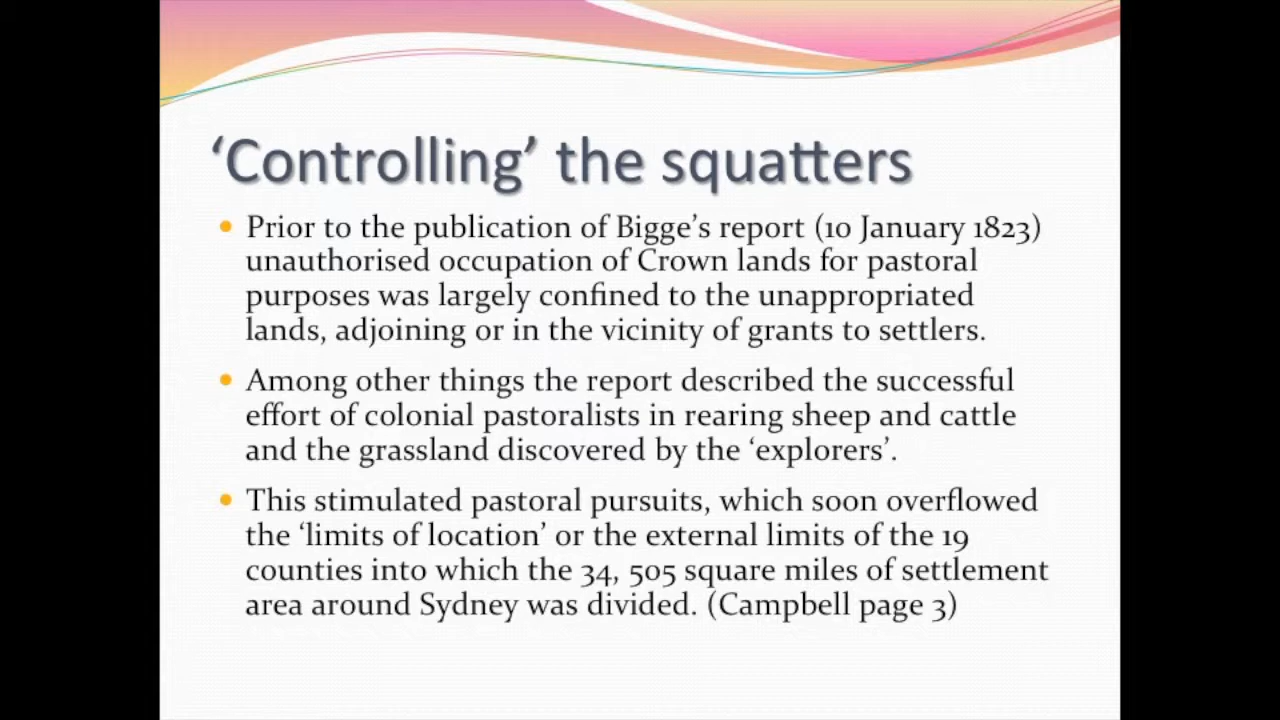 ‘Controlling’ the squatters
• Prior to the publication of Bigge’s report (10 January 1823)
unauthorised occupation of Crown lands for pastoral
purposes was largely confined to the unappropriated
lands, adjoining or in the vicinity of grants to settlers.
• Among other things the report described the successful
effort of colonial pastoralists in rearing sheep and cattle
and the grassland discovered by the ‘explorers’.
• This stimulated pastoral pursuits, which soon overflowed
the ‘limits of location’ or the external limits of the 19
counties into which the 34, 505 square miles of settlement
area around Sydney was divided. (Campbell page 3)